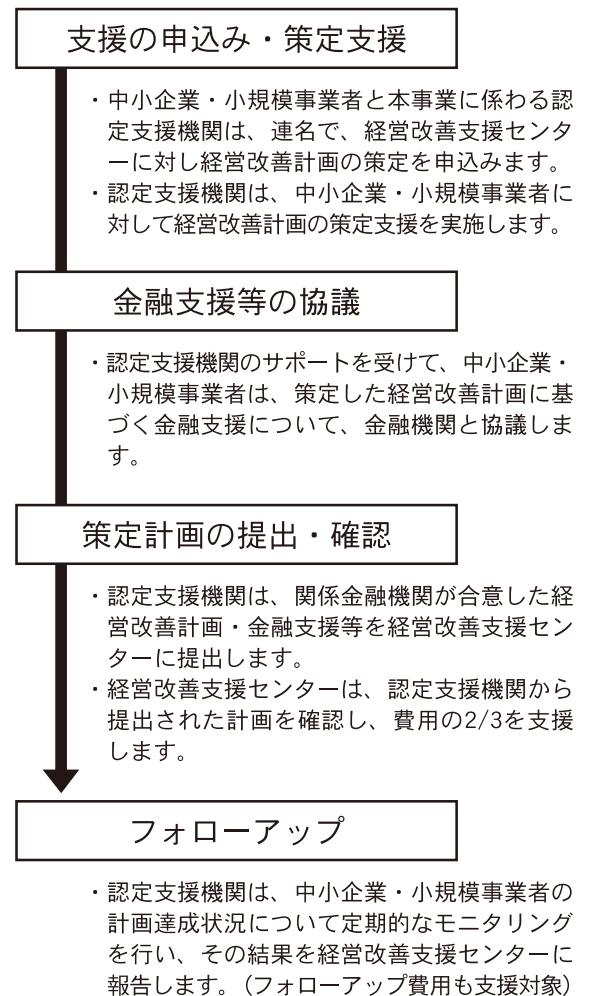 支援の申込み・策定支援
・中小企業・小規模事業者と本事業に係わる認
定支援機関は、連名で、経営改善支援センタ
ーに対し経営改善計画の策定を申込みます。
・認定支援機関は、中小企業・小規模事業者に
対して経営改善計画の策定支援を実施します。
金融支援等の協議
・認定支援機関のサポートを受けて、中小企業・
小規模事業者は、策定した経営改善計画に基
づく金融支援について、金融機関と協議しま
す。
策定計画の提出・確認
・認定支援機関は、関係金融機関が合意した経
営改善計画・金融支援等を経営改善支援セン
ターに提出します。
・経営改善支援センターは、認定支援機関から
提出された計画を確認し、費用の2/3を支援
します。
フォローアップ
・認定支援機関は、中小企業・小規模事業者の
計画達成状況について定期的なモニタリング
を行い、その結果を経営改善支援センターに
報告します。（フォローアップ費用も支援対象）